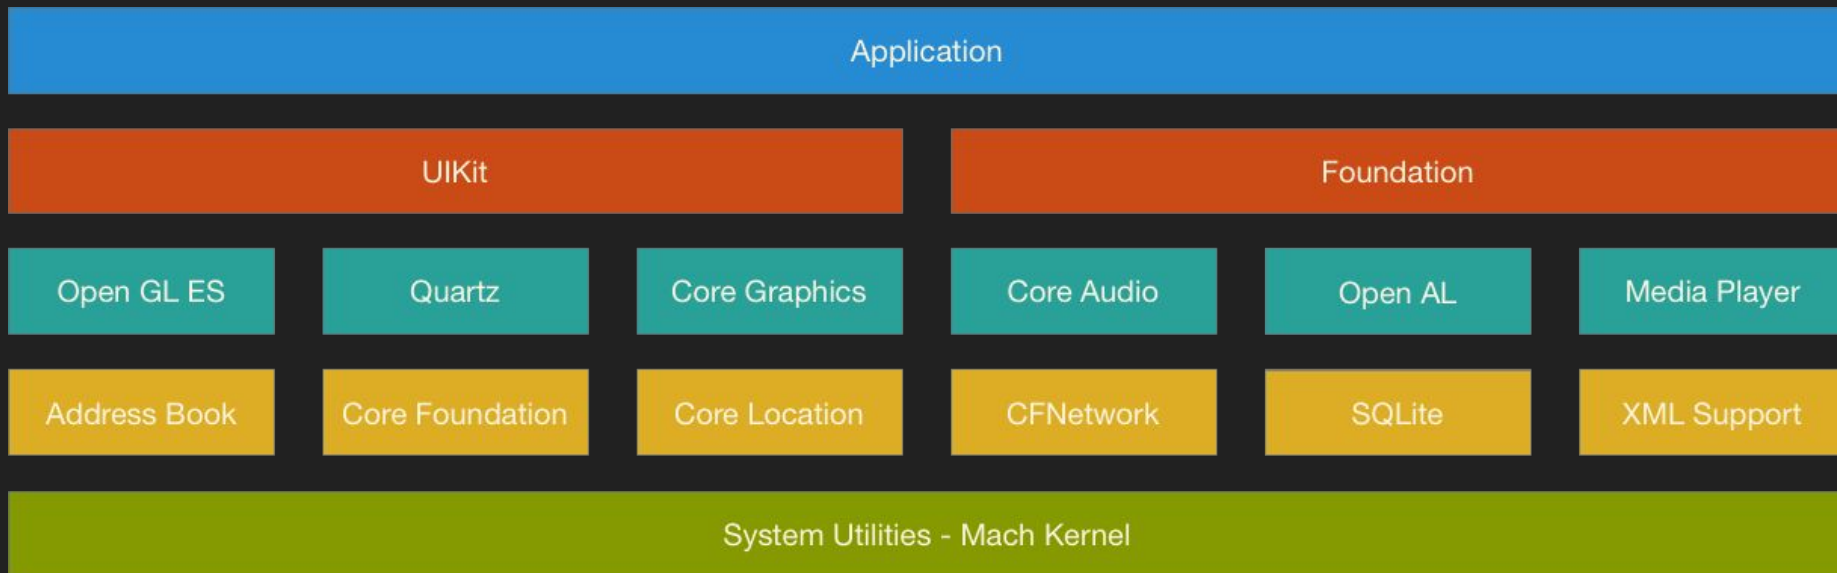 Application
UIKit
Foundation
Open GL ES
Quartz
Core Graphics
Core Audio
Open AL
Media Player
Address Book
Core Foundation
Core Location
CFNetwork
SQLite
XML Support
System Utilities - Mach Kernel